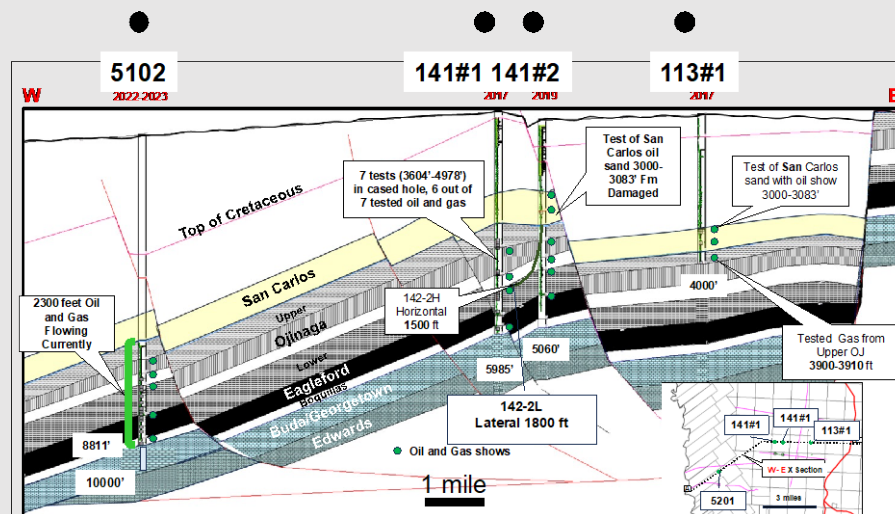 5102
141#1 141#2
113#1
W
2022-2023
2017
2019
2017
E
Test of San
Carlos oil
sand 3000-
3083' Fm
Damaged
7 tests (3604'-4978')
in cased hole, 6 out of
7 tested oil and gas
Test of San Carlos
sand with oil show
3000-3083'
Top of Cretaceous
San Carlos
Upper
Ojinaga
Lower
Eagleford
Boquillas
Buda/Georgetown
Edwards
2300 feet Oil
and Gas
Flowing
Currently
142-2H
Horizontal
1500 ft
4000'
5060'
5985'
Tested Gas from
Upper OJ
3900-3910 ft
142-2L
Lateral 1800 ft
8811'
10000'
Oil and Gas shows
1 mile
141#1
141#2
113#1
W-E X Section
5201
3 miles